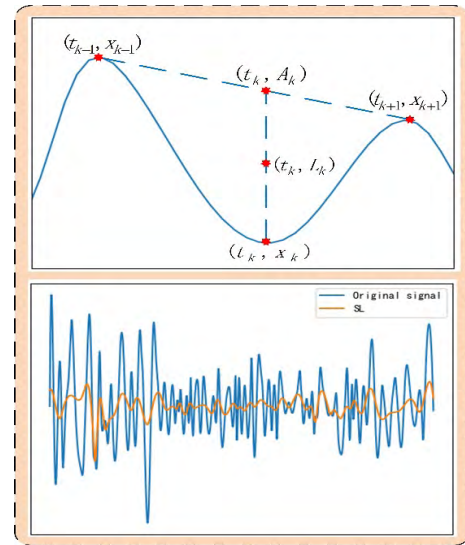 (t_{k-1}, x_{k-1})
(t_k, A_k)
(t_{k+1}, x_{k+1})
(t_k, L_k)
(t_k, x_k)
Original signal
SL